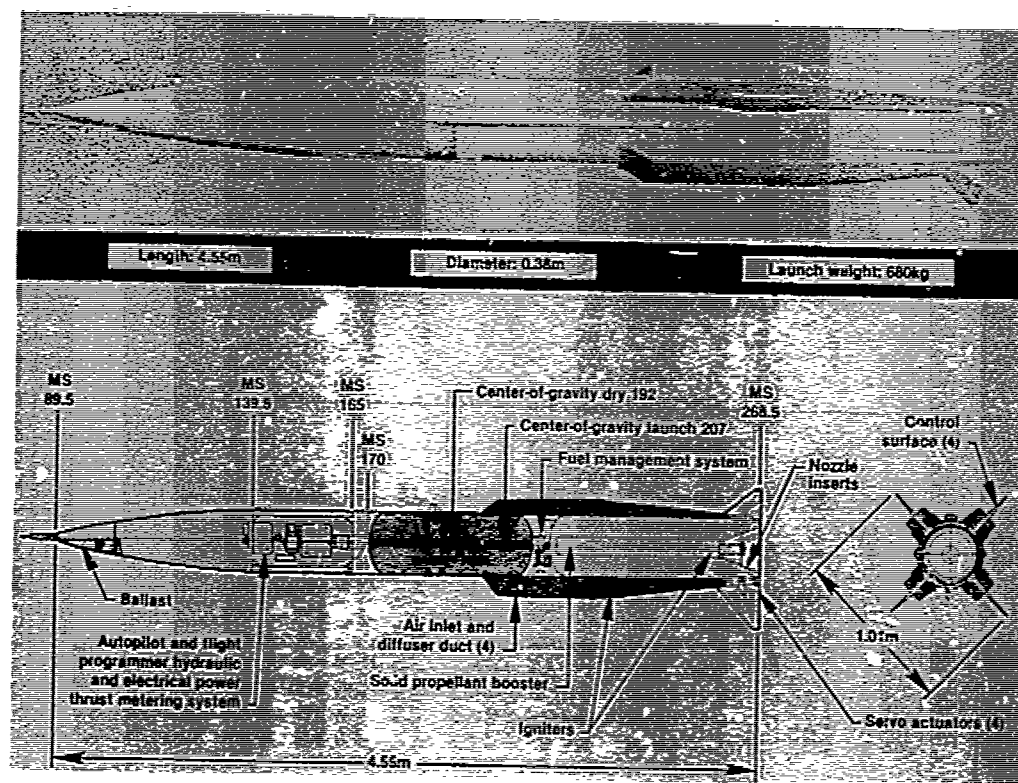 Length: 4.55m
Diameter: 0.38m
Launch weight: 680kg
MS
89.5
MS
139.5
MS
165
MS
170
Center-of-gravity dry 192
Center-of-gravity launch 207
Fuel management system
MS
268.5
Nozzle
inserts
Control
surface (4)
Ballast
Autopilot and flight
programmer hydraulic
and electrical power
thrust metering system
Air inlet and
diffuser duct (4)
Solid propellant booster
Igniters
1.01m
Servo actuators (4)
4.55m